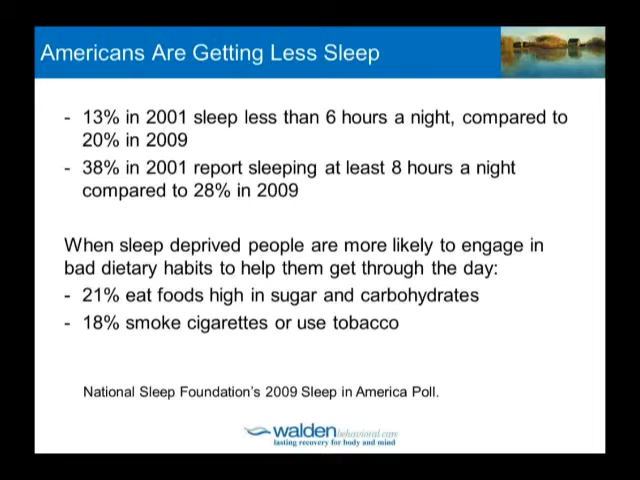 Americans Are Getting Less Sleep
- 13% in 2001 sleep less than 6 hours a night, compared to
20% in 2009
- 38% in 2001 report sleeping at least 8 hours a night
compared to 28% in 2009
When sleep deprived people are more likely to engage in
bad dietary habits to help them get through the day:
- 21% eat foods high in sugar and carbohydrates
- 18% smoke cigarettes or use tobacco
National Sleep Foundation's 2009 Sleep in America Poll.
walden behavioral care
lasting recovery for body and mind